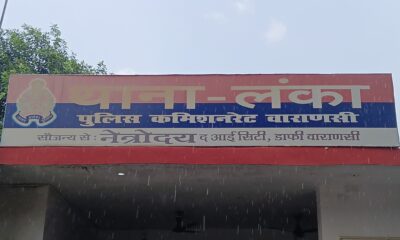 थाना - लंका
पुलिस कमिश्नरेट वाराणसी
सौजन्य से : नेत्रोदय द आई सिटी, डाफी वाराणसी